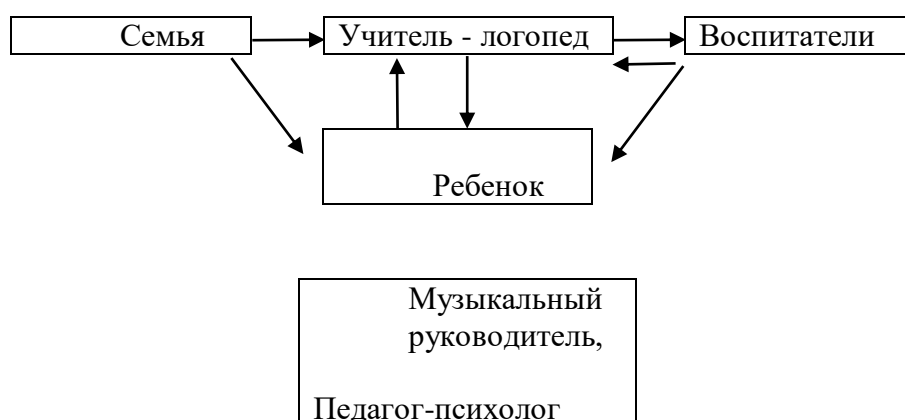 Семья
Учитель - логопед
Воспитатели
Ребенок
Музыкальный
руководитель,
Педагог-психолог